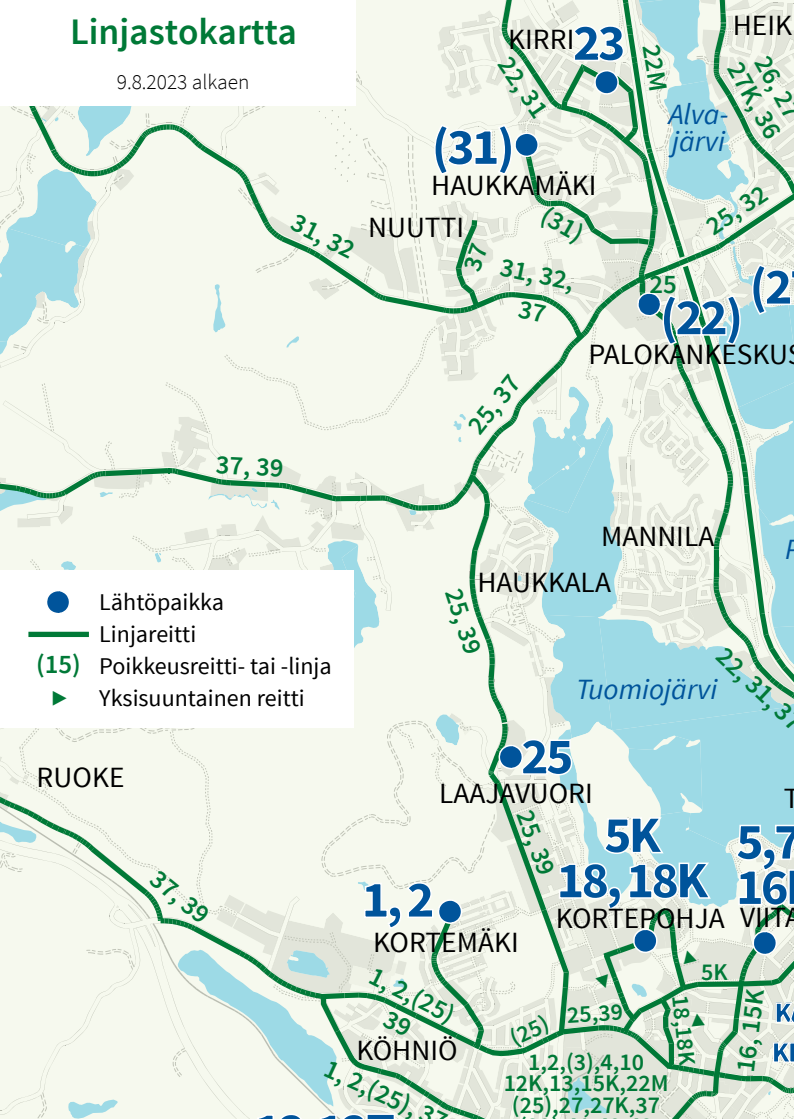 Linjastokartta
9.8.2023 alkaen
KIRRI
23
HEIK
22, 31
22M
26, 27
27K, 36
Alva-
järvi
(31)
HAUKKAMÄKI
(31)
25, 32
NUUTTI
31, 32
37
31, 32,
37
25
(22)
PALOKANKESKUS
25, 37
37, 39
MANNILA
HAUKKALA
25, 39
Lähtöpaikka
Linjareitti
(15) Poikkeusreitti- tai -linja
Yksisuuntainen reitti
22, 31, 37
Tuomiojärvi
25
LAAJAVUORI
RUOKE
25, 39
5K
18, 18K
KORTEPOHJA
5,7
37, 39
1, 2
KORTEMÄKI
5K
1, 2,(25)
39
25,39
(25)
18,18K
16, 15K
KÖHNIÖ
1,2,(3),4,10
12K,13,15K,22M
(25),27,27K,37
1, 2,(25), 37